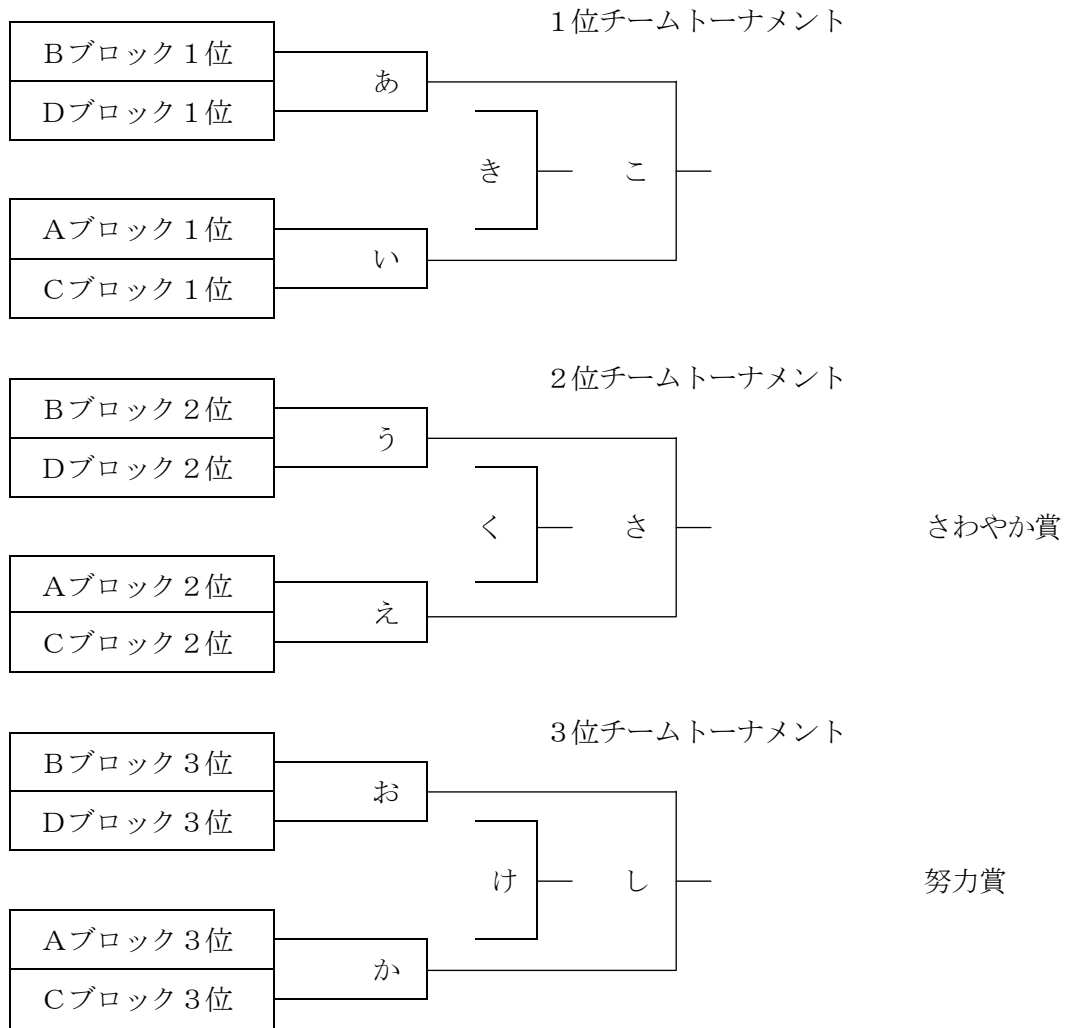 １位チームトーナメント
Ｂブロック１位
あ
Ｄブロック１位
き
こ
Ａブロック１位
い
Ｃブロック１位
２位チームトーナメント
Ｂブロック２位
う
Ｄブロック２位
く
さ
さわやか賞
Ａブロック２位
え
Ｃブロック２位
３位チームトーナメント
Ｂブロック３位
お
Ｄブロック３位
け
し
努力賞
Ａブロック３位
か
Ｃブロック３位